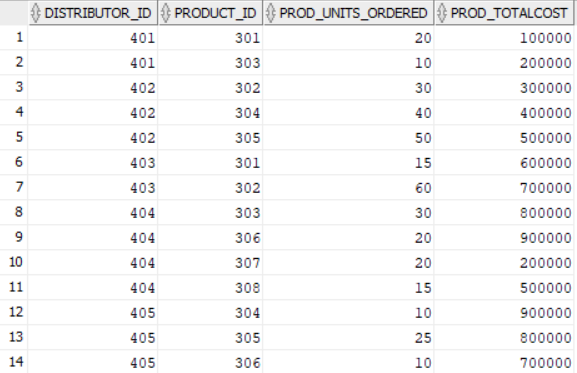 DISTRIBUTOR_ID PRODUCT_ID PROD_UNITS_ORDERED PROD_TOTALCOST
1 401 301 20 100000
2 401 303 10 200000
3 402 302 30 300000
4 402 304 40 400000
5 402 305 50 500000
6 403 301 15 600000
7 403 302 60 700000
8 404 303 30 800000
9 404 306 20 900000
10 404 307 20 200000
11 404 308 15 500000
12 405 304 10 900000
13 405 305 25 800000
14 405 306 10 700000